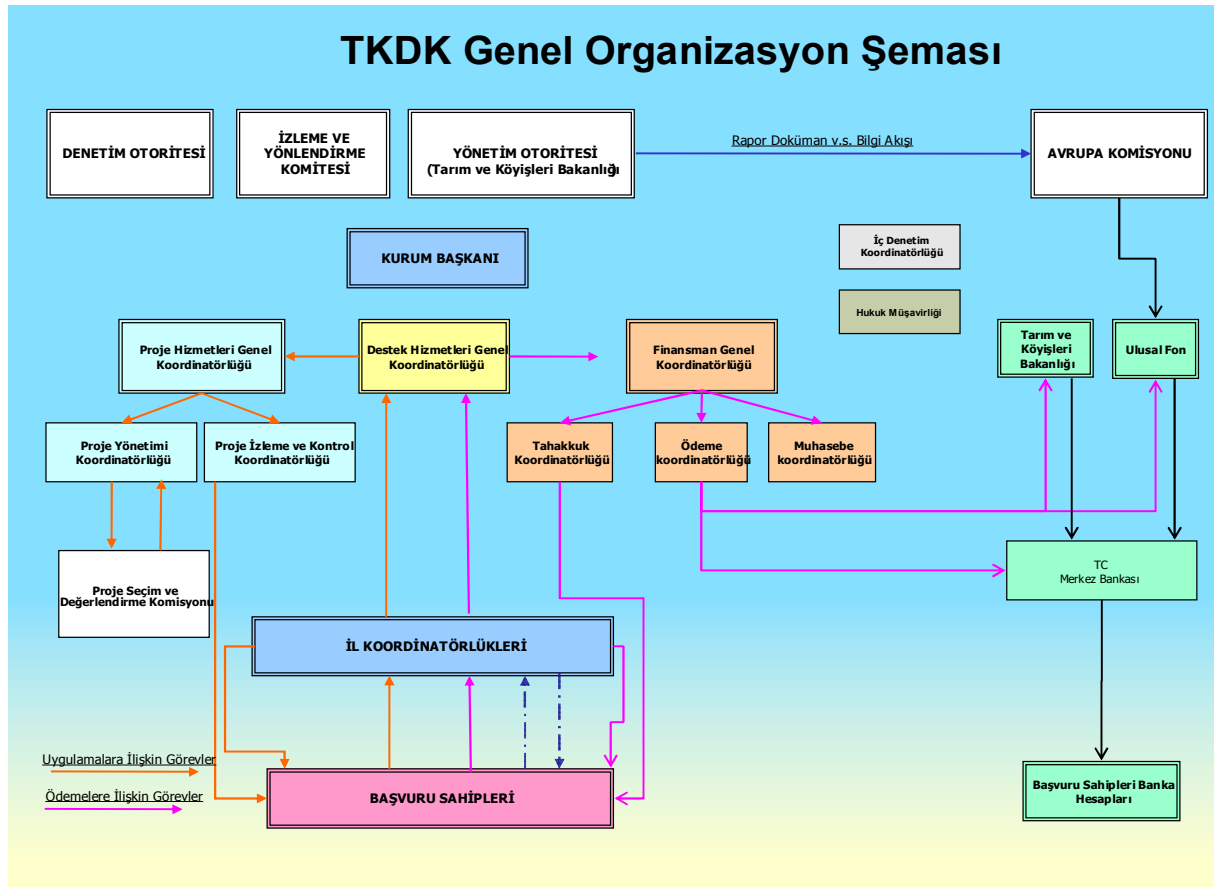 TKDK Genel Organizasyon Şeması
DENETİM OTORİTESİ
İZLEME VE
YÖNLENDİRME
KOMİTESİ
YÖNETİM OTORİTESİ
(Tarım ve Köyişleri Bakanlığı
Rapor Doküman v.s. Bilgi Akışı
AVRUPA KOMİSYONU
KURUM BAŞKANI
İç Denetim
Koordinatörlüğü
Hukuk Müşavirliği
Proje Hizmetleri Genel
Koordinatörlüğü
Destek Hizmetleri Genel
Koordinatörlüğü
Finansman Genel
Koordinatörlüğü
Tarım ve
Köyişleri
Bakanlığı
Ulusal Fon
Proje Yönetimi
Koordinatörlüğü
Proje İzleme ve Kontrol
Koordinatörlüğü
Tahakkuk
Koordinatörlüğü
Ödeme
koordinatörlüğü
Muhasebe
koordinatörlüğü
Proje Seçim ve
Değerlendirme Komisyonu
TC
Merkez Bankası
İL KOORDİNATÖRLÜKLERİ
Uygulamalara İlişkin Görevler
Ödemelere İlişkin Görevler
BAŞVURU SAHİPLERİ
Başvuru Sahipleri Banka
Hesapları